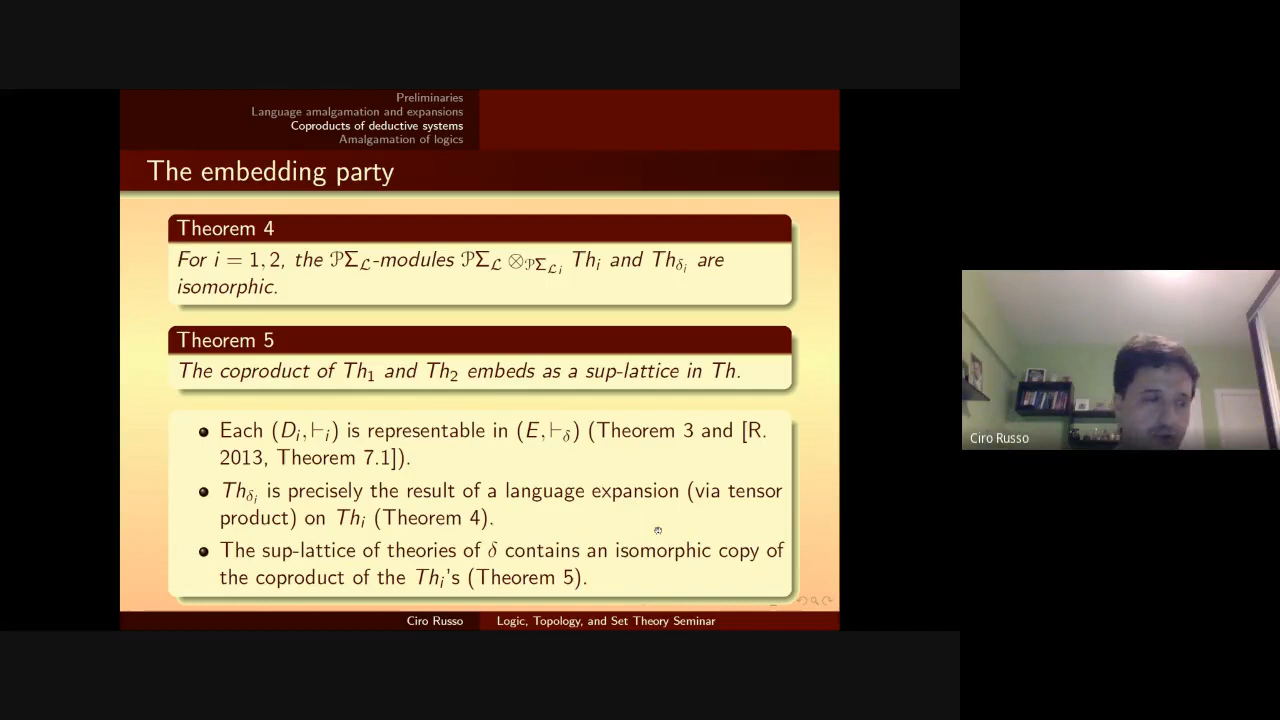 Preliminaries
Language amalgamation and expansions
Coproducts of deductive systems
Amalgamation of logics
The embedding party
Theorem 4
For i = 1, 2, the 𝒫Σ_ℒ-modules 𝒫Σ_ℒ ⊗_{𝒫Σ_{ℒ_i}} Th_i and Th_{δ_i} are
isomorphic.
Theorem 5
The coproduct of Th₁ and Th₂ embeds as a sup-lattice in Th.
Each (D_i, ⊢_i) is representable in (E, ⊢_δ) (Theorem 3 and [R.
2013, Theorem 7.1]).
Th_{δ_i} is precisely the result of a language expansion (via tensor
product) on Th_i (Theorem 4).
The sup-lattice of theories of δ contains an isomorphic copy of
the coproduct of the Th_i's (Theorem 5).
Ciro Russo
Logic, Topology, and Set Theory Seminar
Ciro Russo